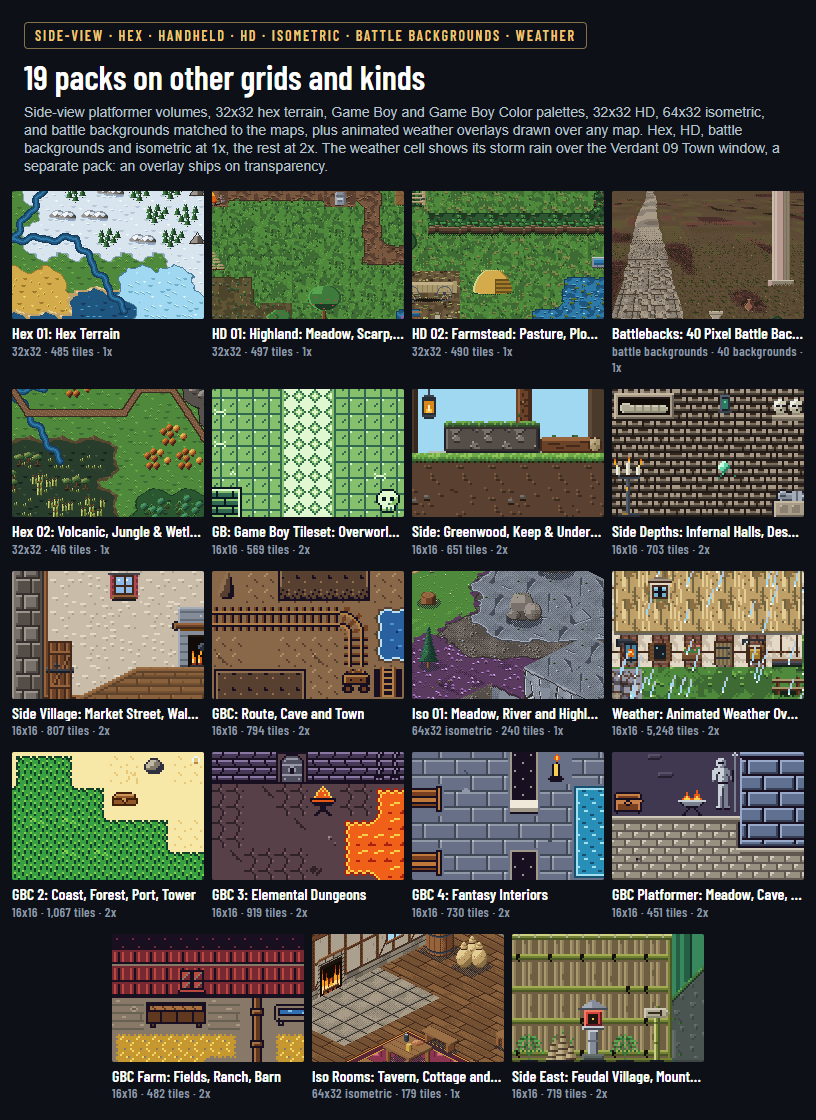 SIDE-VIEW · HEX · HANDHELD · HD · ISOMETRIC · BATTLE BACKGROUNDS · WEATHER
19 packs on other grids and kinds
Side-view platformer volumes, 32x32 hex terrain, Game Boy and Game Boy Color palettes, 32x32 HD, 64x32 isometric,
and battle backgrounds matched to the maps, plus animated weather overlays drawn over any map. Hex, HD, battle
backgrounds and isometric at 1x, the rest at 2x. The weather cell shows its storm rain over the Verdant 09 Town window, a
separate pack: an overlay ships on transparency.
Hex 01: Hex Terrain
32x32 · 485 tiles · 1x
HD 01: Highland: Meadow, Scarp,...
32x32 · 497 tiles · 1x
HD 02: Farmstead: Pasture, Plo...
32x32 · 490 tiles · 1x
Battlebacks: 40 Pixel Battle Bac...
battle backgrounds · 40 backgrounds ·
1x
Hex 02: Volcanic, Jungle & Wetl...
32x32 · 416 tiles · 1x
GB: Game Boy Tileset: Overworl...
16x16 · 569 tiles · 2x
Side: Greenwood, Keep & Under...
16x16 · 651 tiles · 2x
Side Depths: Infernal Halls, Des...
16x16 · 703 tiles · 2x
Side Village: Market Street, Wal...
16x16 · 807 tiles · 2x
GBC: Route, Cave and Town
16x16 · 794 tiles · 2x
Iso 01: Meadow, River and Highl...
64x32 isometric · 240 tiles · 1x
Weather: Animated Weather Ov...
16x16 · 5,248 tiles · 2x
GBC 2: Coast, Forest, Port, Tower
16x16 · 1,067 tiles · 2x
GBC 3: Elemental Dungeons
16x16 · 919 tiles · 2x
GBC 4: Fantasy Interiors
16x16 · 730 tiles · 2x
GBC Platformer: Meadow, Cave, ...
16x16 · 451 tiles · 2x
GBC Farm: Fields, Ranch, Barn
16x16 · 482 tiles · 2x
Iso Rooms: Tavern, Cottage and...
64x32 isometric · 179 tiles · 1x
Side East: Feudal Village, Mount...
16x16 · 719 tiles · 2x